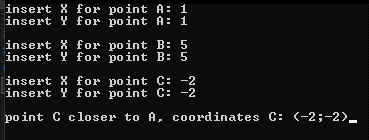 insert X for point A: 1
insert Y for point A: 1
insert X for point B: 5
insert Y for point B: 5
insert X for point C: -2
insert Y for point C: -2
point C closer to A, coordinates C: (-2;-2)_